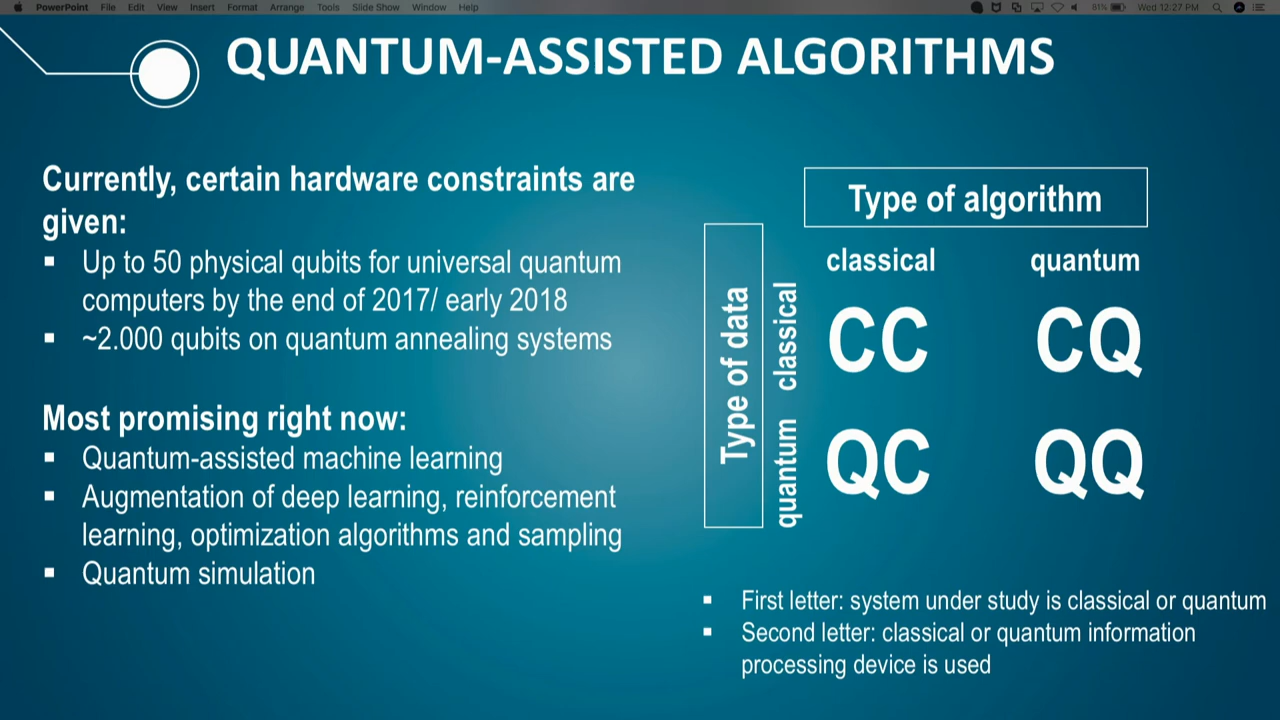 PowerPoint File Edit View Insert Format Arrange Tools Slide Show Window Help 81% Wed 12:27 PM
QUANTUM-ASSISTED ALGORITHMS
Currently, certain hardware constraints are
given:
▪ Up to 50 physical qubits for universal quantum
computers by the end of 2017/ early 2018
▪ ~2.000 qubits on quantum annealing systems
Most promising right now:
▪ Quantum-assisted machine learning
▪ Augmentation of deep learning, reinforcement
learning, optimization algorithms and sampling
▪ Quantum simulation
Type of algorithm
classical quantum
Type of data
classical
CC CQ
quantum
QC QQ
▪ First letter: system under study is classical or quantum
▪ Second letter: classical or quantum information
processing device is used